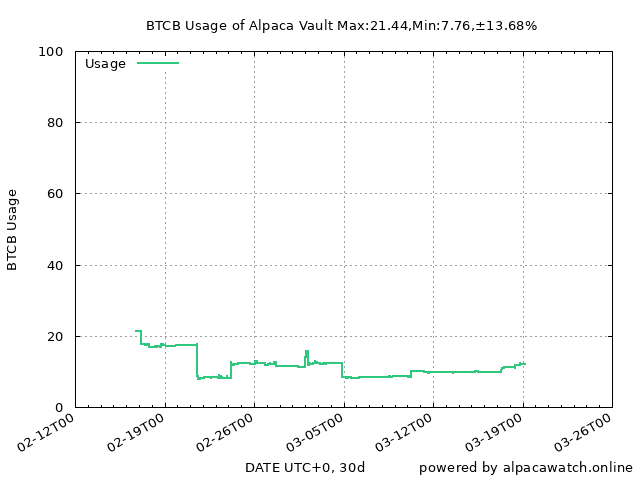 BTCB Usage of Alpaca Vault Max:21.44,Min:7.76,±13.68%
Usage
100
80
60
40
20
0
BTCB Usage
02-12T00
02-19T00
02-26T00
03-05T00
03-12T00
03-19T00
03-26T00
DATE UTC+0, 30d
powered by alpacawatch.online